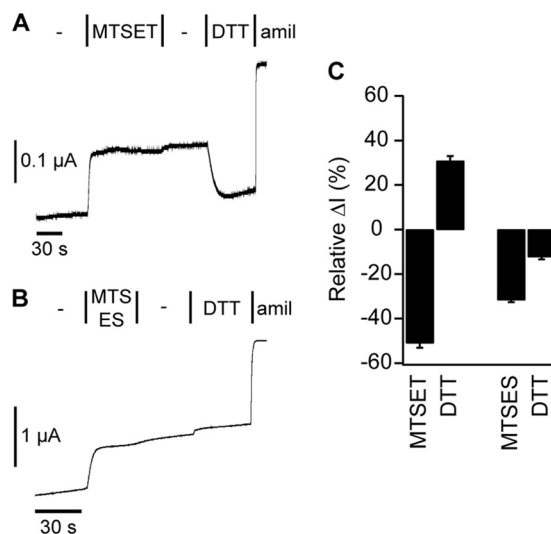 A
- MTSET - DTT amil
0.1 µA
30 s
B
- MTS ES - DTT amil
1 µA
30 s
C
Relative ΔI (%)
60
40
20
0
-20
-40
-60
MTSET
DTT
MTSES
DTT